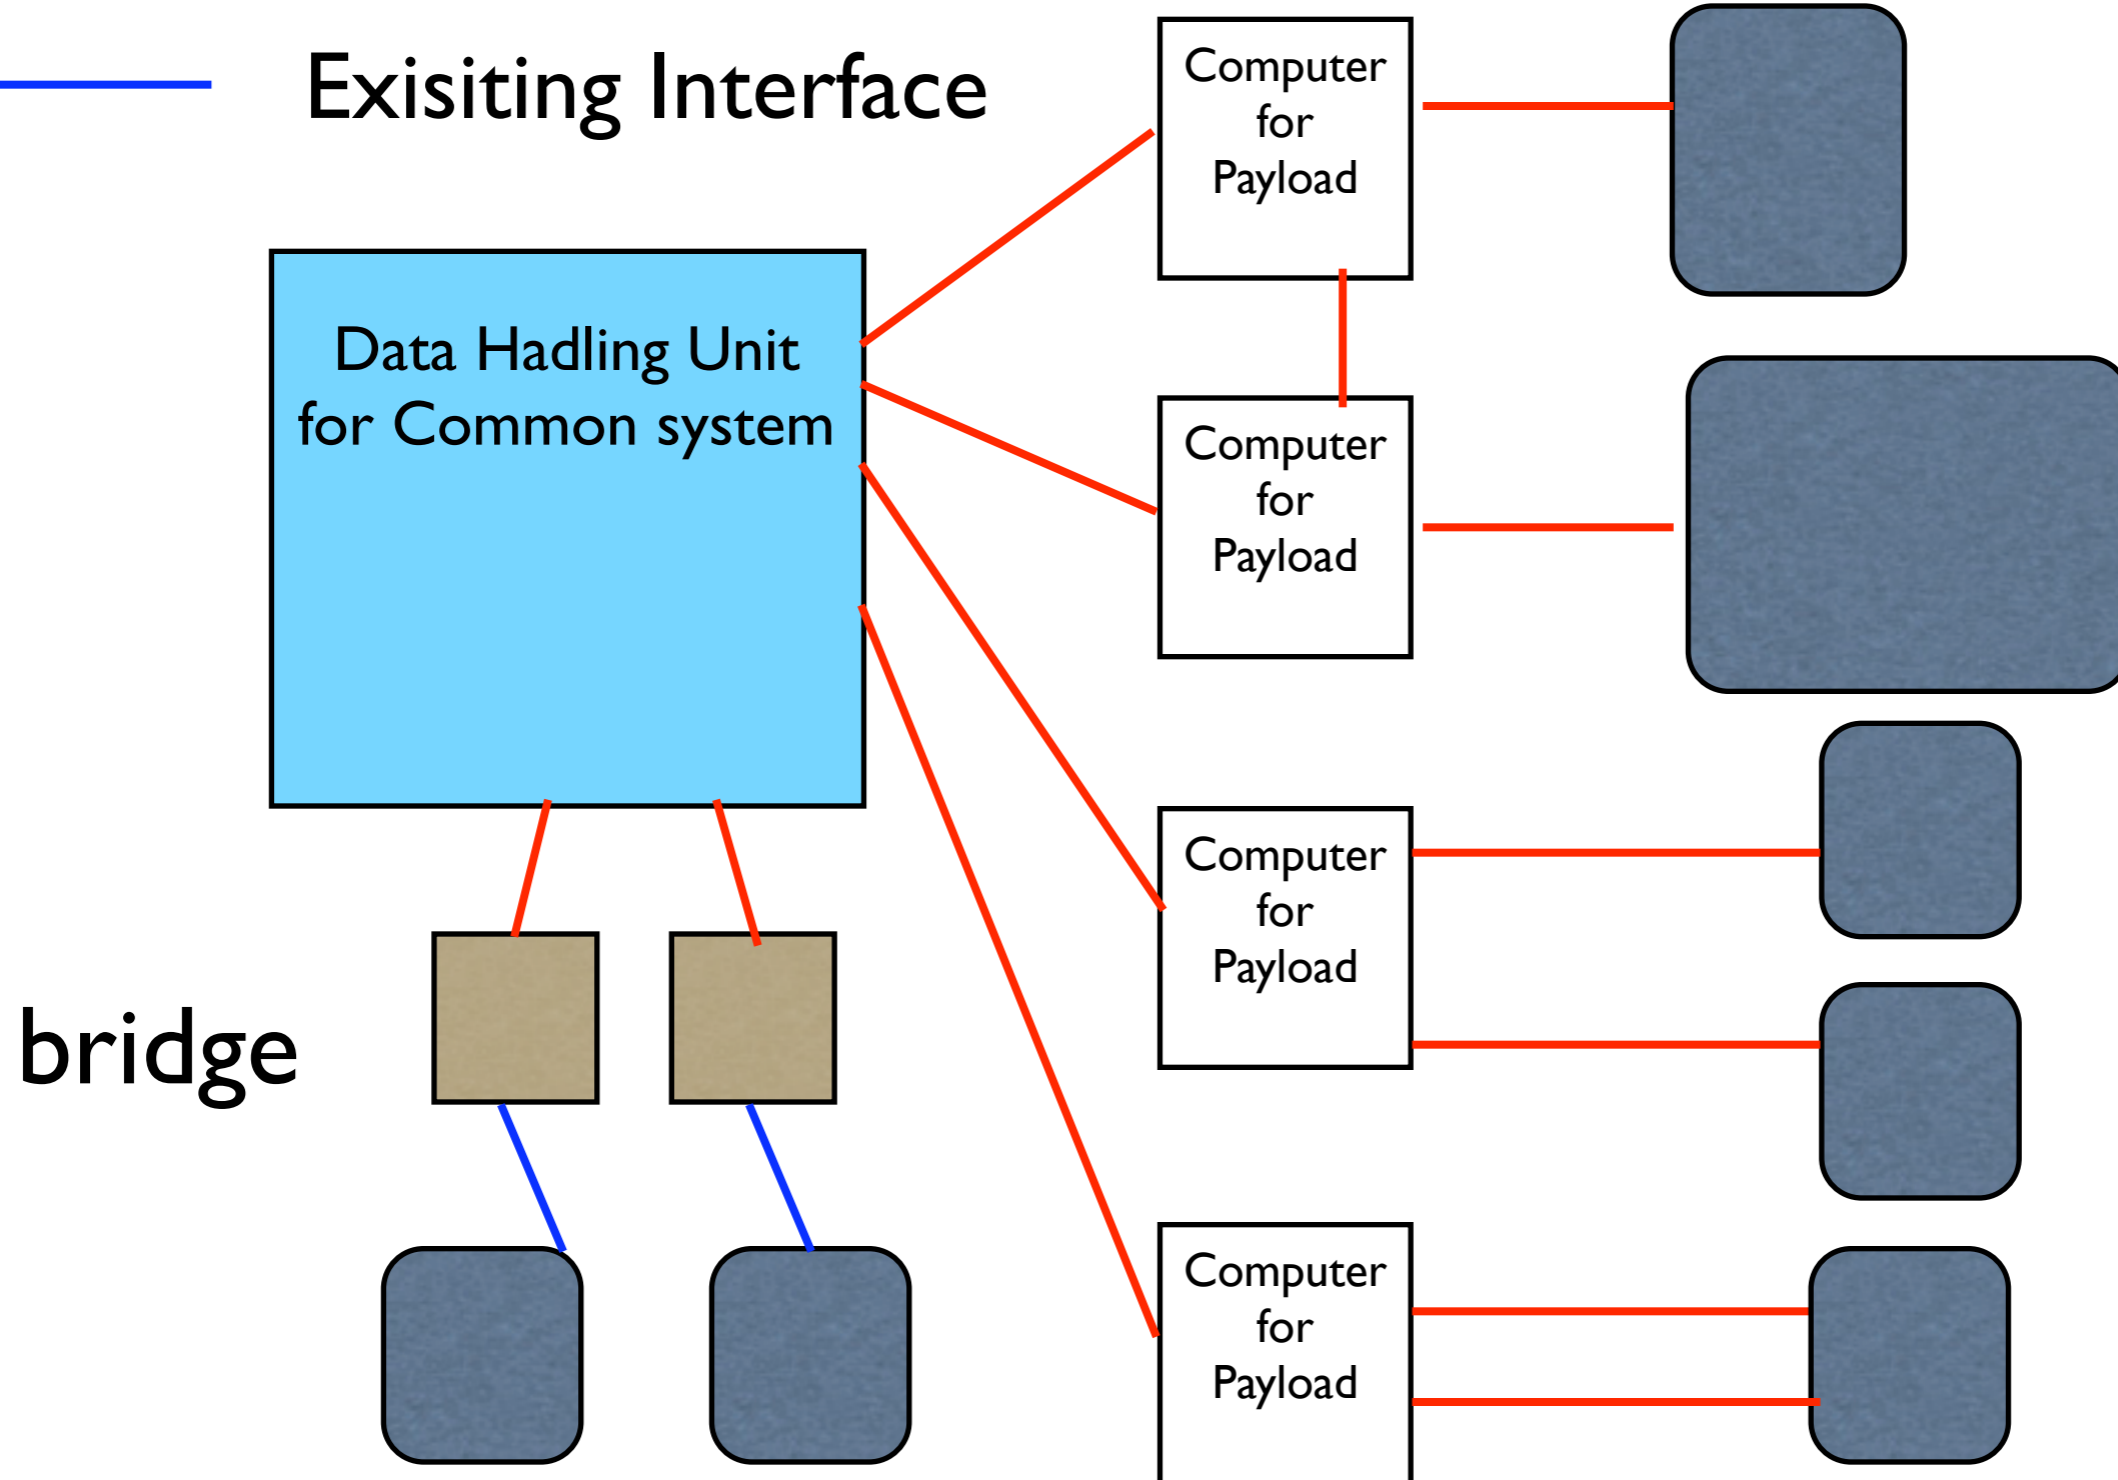 Exisiting Interface
Computer
for
Payload
Data Hadling Unit
for Common system
Computer
for
Payload
Computer
for
Payload
bridge
Computer
for
Payload